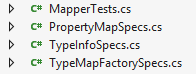 C# MapperTests.cs
C# PropertyMapSpecs.cs
C# TypeInfoSpecs.cs
C# TypeMapFactorySpecs.cs